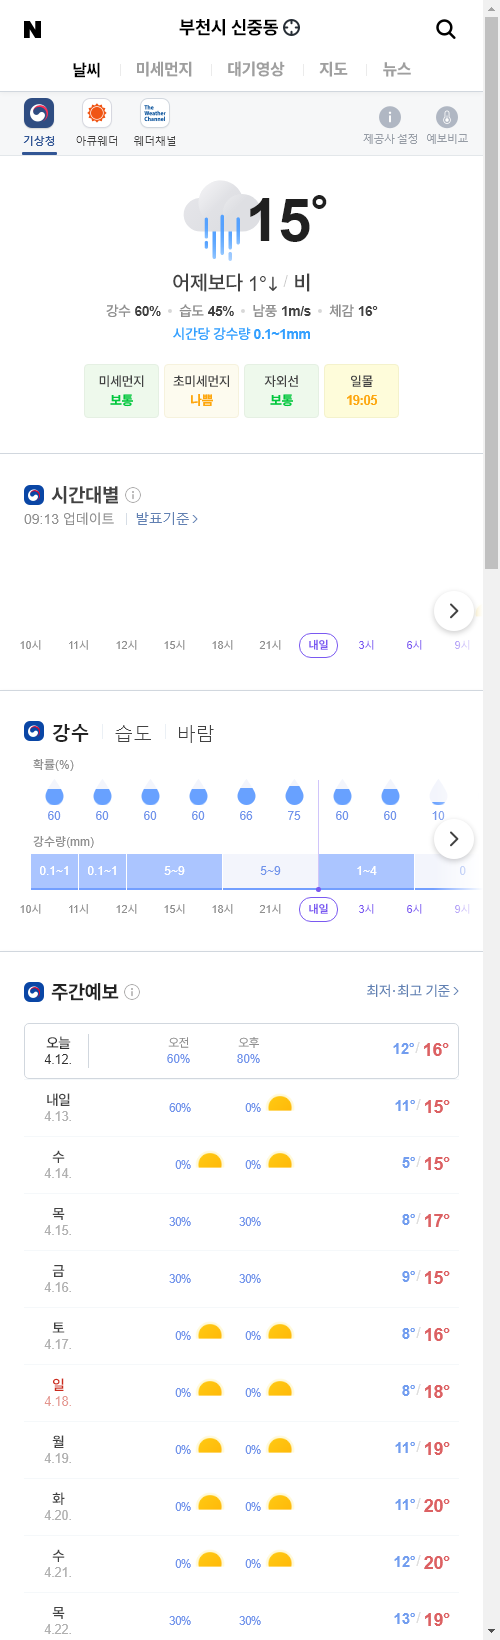 N
부천시 신중동
날씨 미세먼지 대기영상 지도 뉴스
The Weather Channel
기상청 아큐웨더 웨더채널 제공사 설정 예보비교
15°
어제보다 1°↓ / 비
강수 60% 습도 45% 남풍 1m/s 체감 16°
시간당 강수량 0.1~1mm
미세먼지 초미세먼지 자외선 일몰
보통 나쁨 보통 19:05
시간대별
09:13 업데이트 발표기준 >
10시 11시 12시 15시 18시 21시 내일 3시 6시 9시
강수 습도 바람
확률(%)
60 60 60 60 66 75 60 60 10
강수량(mm)
0.1~1 0.1~1 5~9 5~9 1~4 0
10시 11시 12시 15시 18시 21시 내일 3시 6시 9시
주간예보 최저·최고 기준 >
오늘 오전 오후
4.12. 60% 80% 12° / 16°
내일
4.13. 60% 0% 11° / 15°
수
4.14. 0% 0% 5° / 15°
목
4.15. 30% 30% 8° / 17°
금
4.16. 30% 30% 9° / 15°
토
4.17. 0% 0% 8° / 16°
일
4.18. 0% 0% 8° / 18°
월
4.19. 0% 0% 11° / 19°
화
4.20. 0% 0% 11° / 20°
수
4.21. 0% 0% 12° / 20°
목
4.22. 30% 30% 13° / 19°